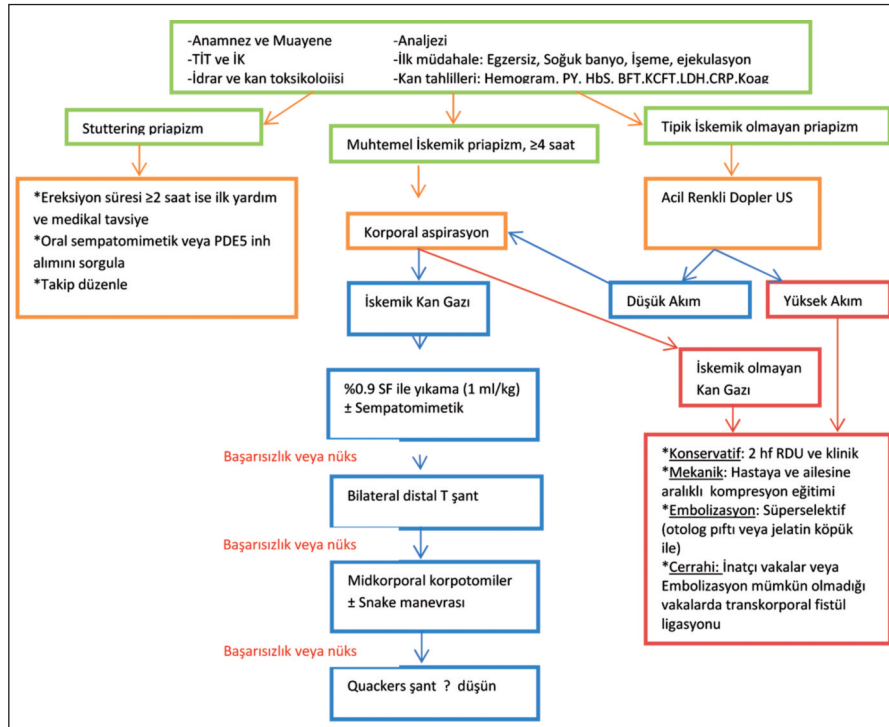 -Anamnez ve Muayene
-TİT ve İK
-İdrar ve kan toksikolojisi
-Analjezi
-İlk müdahale: Egzersiz, Soğuk banyo, İşeme, ejekulasyon
-Kan tahlilleri: Hemogram, PY, HbS, BFT,KCFT,LDH,CRP,Koag
Stuttering priapizm
Muhtemel İskemik priapizm, ≥4 saat
Tipik İskemik olmayan priapizm
*Ereksiyon süresi ≥2 saat ise ilk yardım
ve medikal tavsiye
*Oral sempatomimetik veya PDE5 inh
alımını sorgula
*Takip düzenle
Korporal aspirasyon
Acil Renkli Dopler US
İskemik Kan Gazı
Düşük Akım
Yüksek Akım
İskemik olmayan
Kan Gazı
%0.9 SF ile yıkama (1 ml/kg)
± Sempatomimetik
Başarısızlık veya nüks
Bilateral distal T şant
Başarısızlık veya nüks
Midkorporal korpotomiler
± Snake manevrası
Başarısızlık veya nüks
Quackers şant ? düşün
*Konservatif: 2 hf RDU ve klinik
*Mekanik: Hastaya ve ailesine
aralıklı kompresyon eğitimi
*Embolizasyon: Süperselektif
(otolog pıftı veya jelatin köpük
ile)
*Cerrahi: İnatçı vakalar veya
Embolizasyon mümkün olmadığı
vakalarda transkorporal fistül
ligasyonu